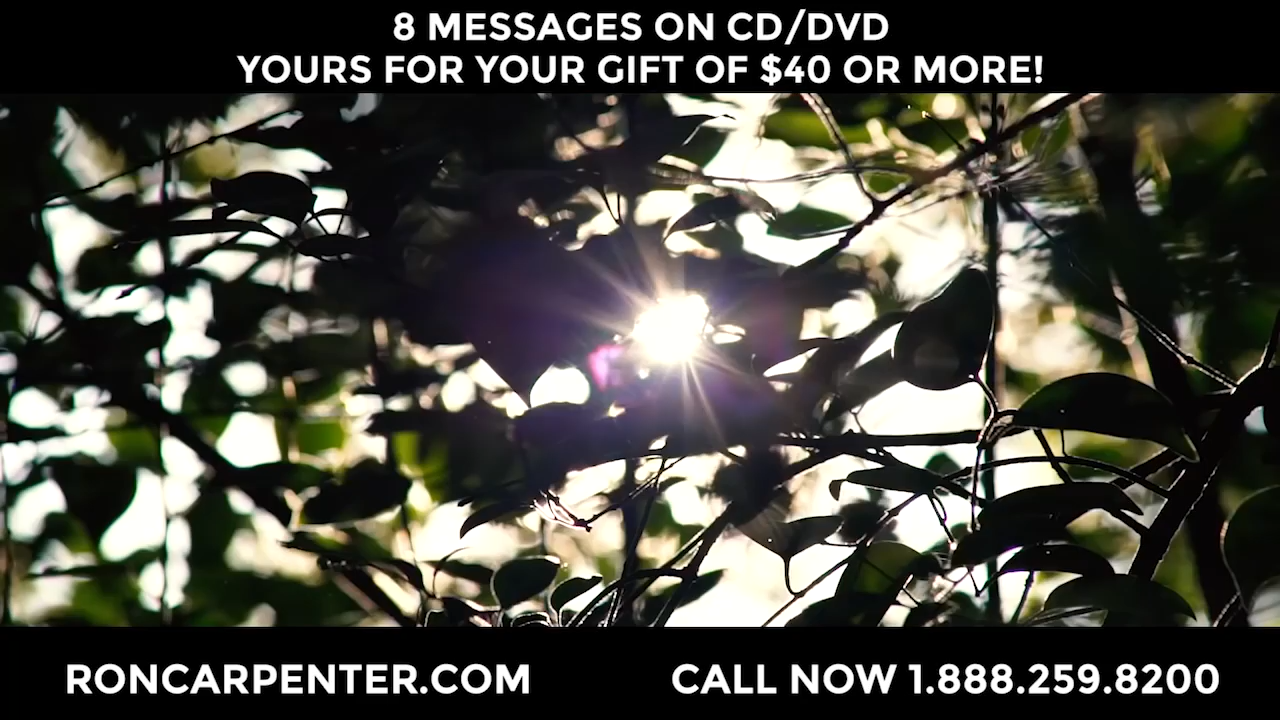 8 MESSAGES ON CD/DVD
YOURS FOR YOUR GIFT OF $40 OR MORE!
RONCARPENTER.COM
CALL NOW 1.888.259.8200